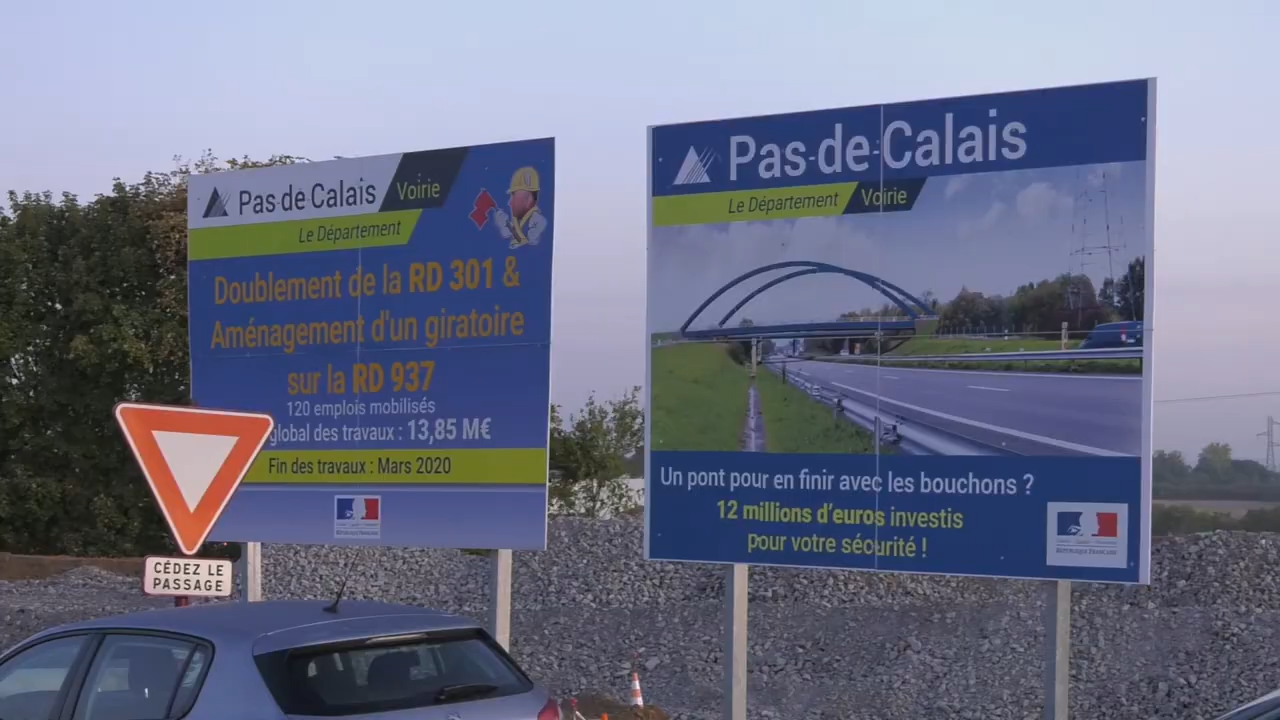 Pas-de-Calais
Voirie
Le Département
Doublement de la RD 301 &
Aménagement d'un giratoire
sur la RD 937
120 emplois mobilisés
global des travaux : 13,85 M€
Fin des travaux : Mars 2020
CÉDEZ LE
PASSAGE
Pas-de-Calais
Le Département
Voirie
Un pont pour en finir avec les bouchons ?
12 millions d'euros investis
pour votre sécurité !
RÉPUBLIQUE FRANÇAISE